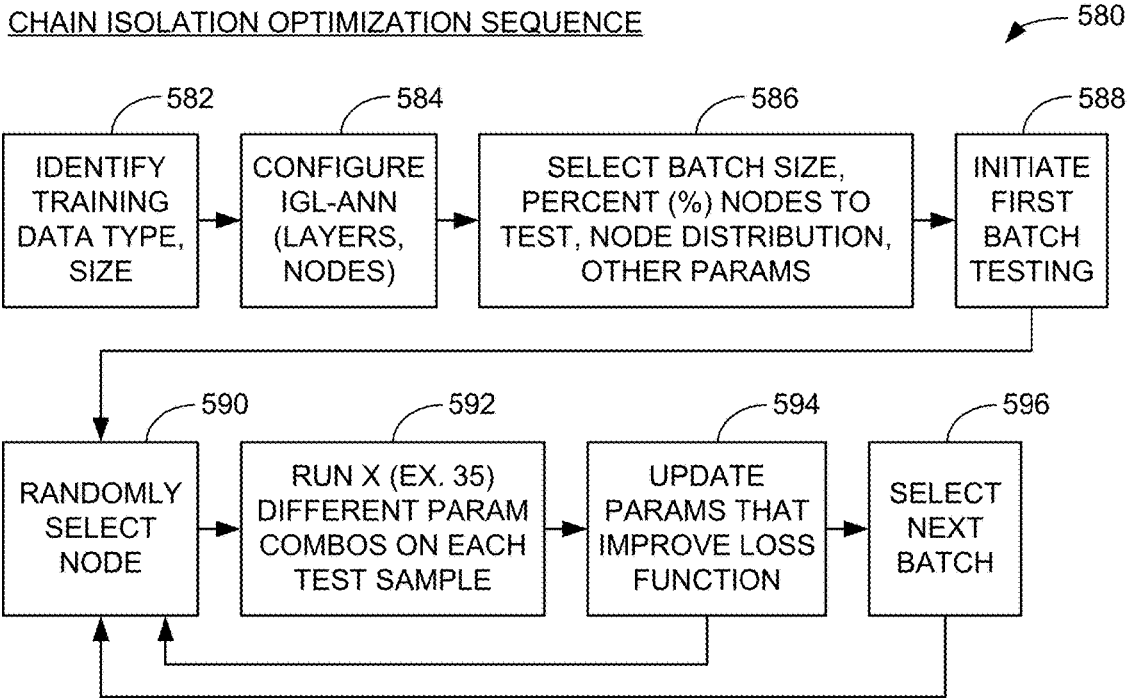 CHAIN ISOLATION OPTIMIZATION SEQUENCE
580
582
IDENTIFY
TRAINING
DATA TYPE,
SIZE
584
CONFIGURE
IGL-ANN
(LAYERS,
NODES)
586
SELECT BATCH SIZE,
PERCENT (%) NODES TO
TEST, NODE DISTRIBUTION,
OTHER PARAMS
588
INITIATE
FIRST
BATCH
TESTING
590
RANDOMLY
SELECT
NODE
592
RUN X (EX. 35)
DIFFERENT PARAM
COMBOS ON EACH
TEST SAMPLE
594
UPDATE
PARAMS THAT
IMPROVE LOSS
FUNCTION
596
SELECT
NEXT
BATCH